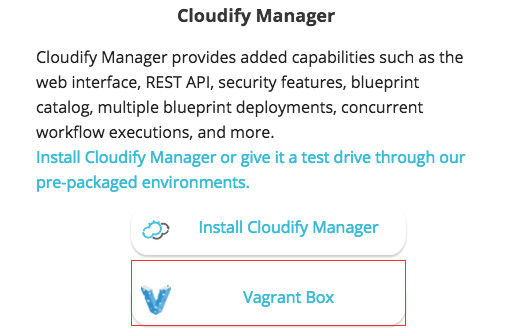 Cloudify Manager
Cloudify Manager provides added capabilities such as the
web interface, REST API, security features, blueprint
catalog, multiple blueprint deployments, concurrent
workflow executions, and more.
Install Cloudify Manager or give it a test drive through our
pre-packaged environments.
Install Cloudify Manager
Vagrant Box